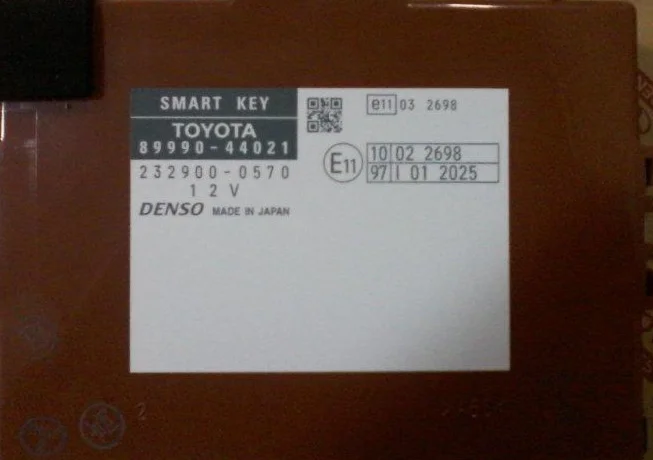 SMART KEY
TOYOTA
89990-44021
232900-0570
12V
DENSO MADE IN JAPAN
e11 03 2698
E11
10 02 2698
97 I 01 2025
2